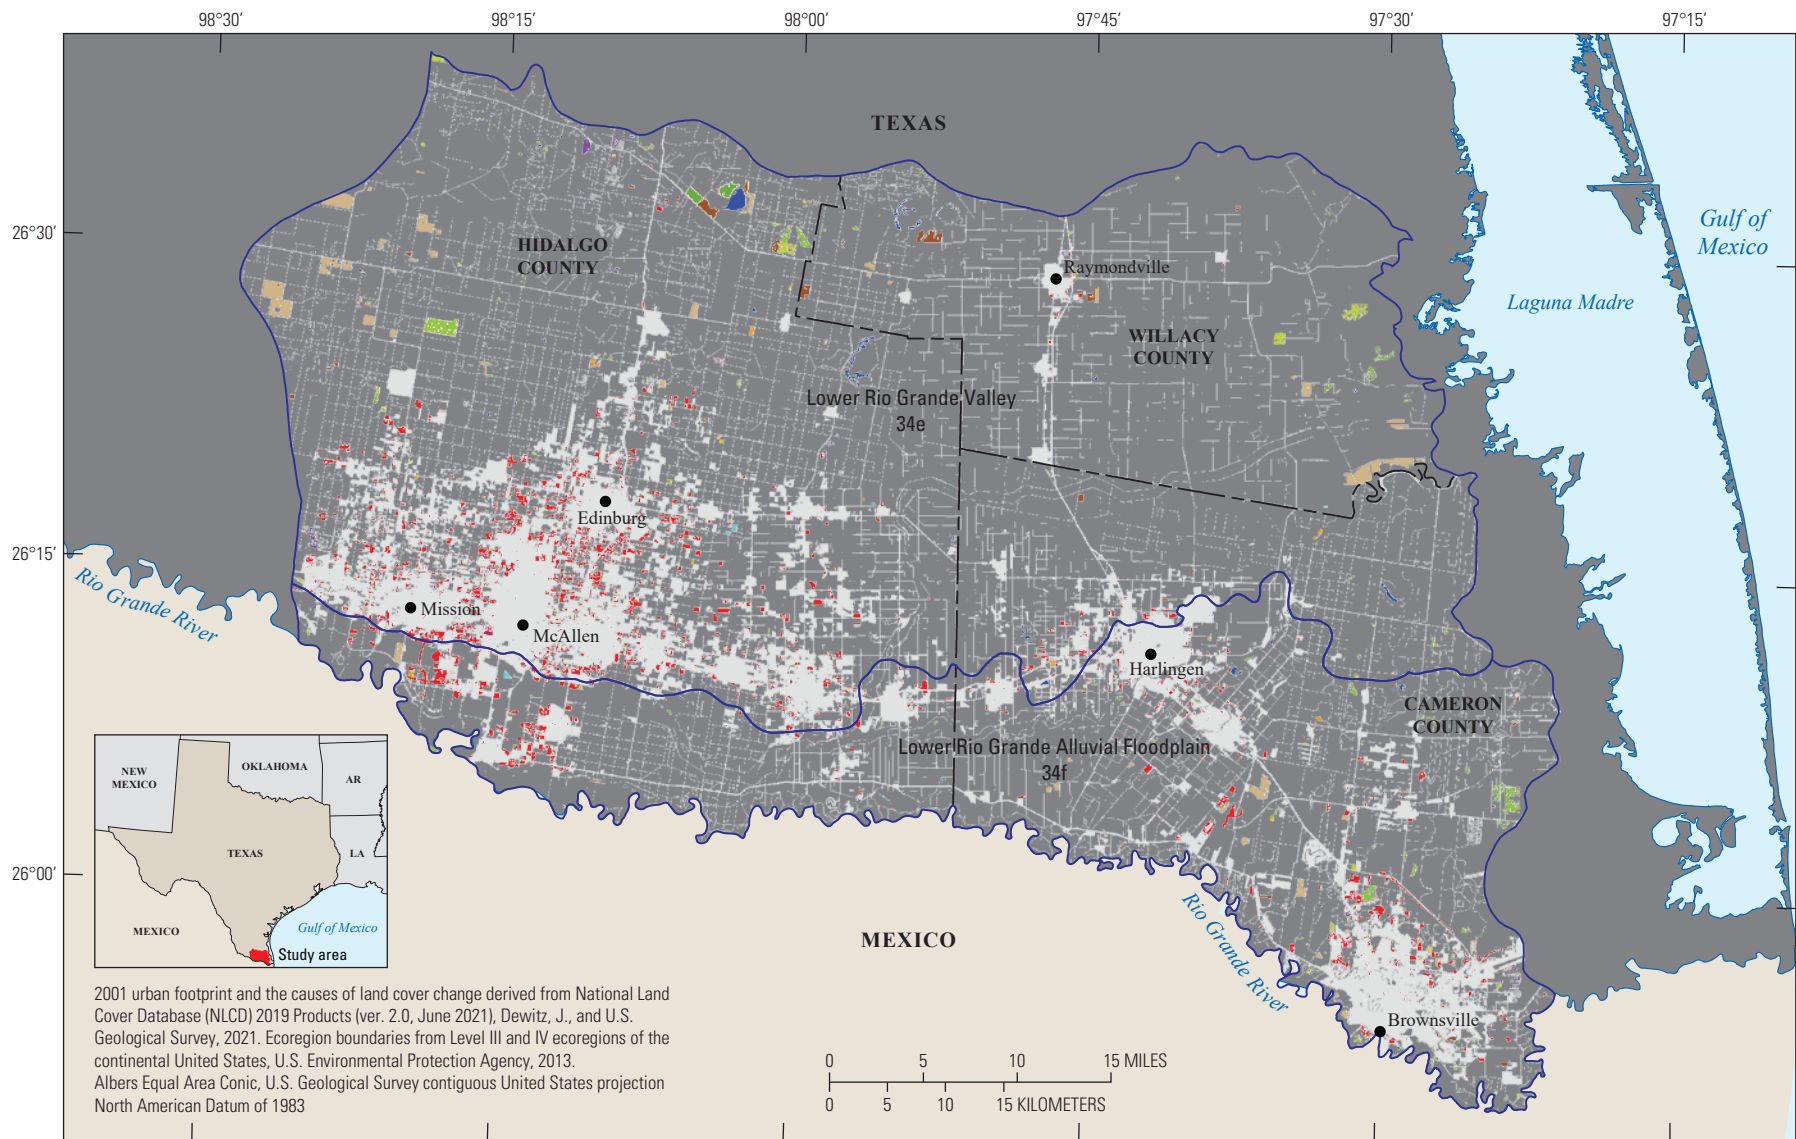 98°30′ 98°15′ 98°00′ 97°45′ 97°30′ 97°15′
TEXAS
26°30′
Gulf of
Mexico
HIDALGO
COUNTY
Raymondville
Laguna Madre
WILLACY
COUNTY
Lower Rio Grande Valley
34e
Edinburg
26°15′
Rio Grande River
Mission
McAllen
Harlingen
CAMERON
COUNTY
Lower Rio Grande Alluvial Floodplain
34f
26°00′
NEW
MEXICO
OKLAHOMA
AR
TEXAS
LA
MEXICO
Gulf of Mexico
Study area
MEXICO
Rio Grande River
Brownsville
2001 urban footprint and the causes of land cover change derived from National Land
Cover Database (NLCD) 2019 Products (ver. 2.0, June 2021), Dewitz, J., and U.S.
Geological Survey, 2021. Ecoregion boundaries from Level III and IV ecoregions of the
continental United States, U.S. Environmental Protection Agency, 2013.
Albers Equal Area Conic, U.S. Geological Survey contiguous United States projection
North American Datum of 1983
0 5 10 15 MILES
0 5 10 15 KILOMETERS